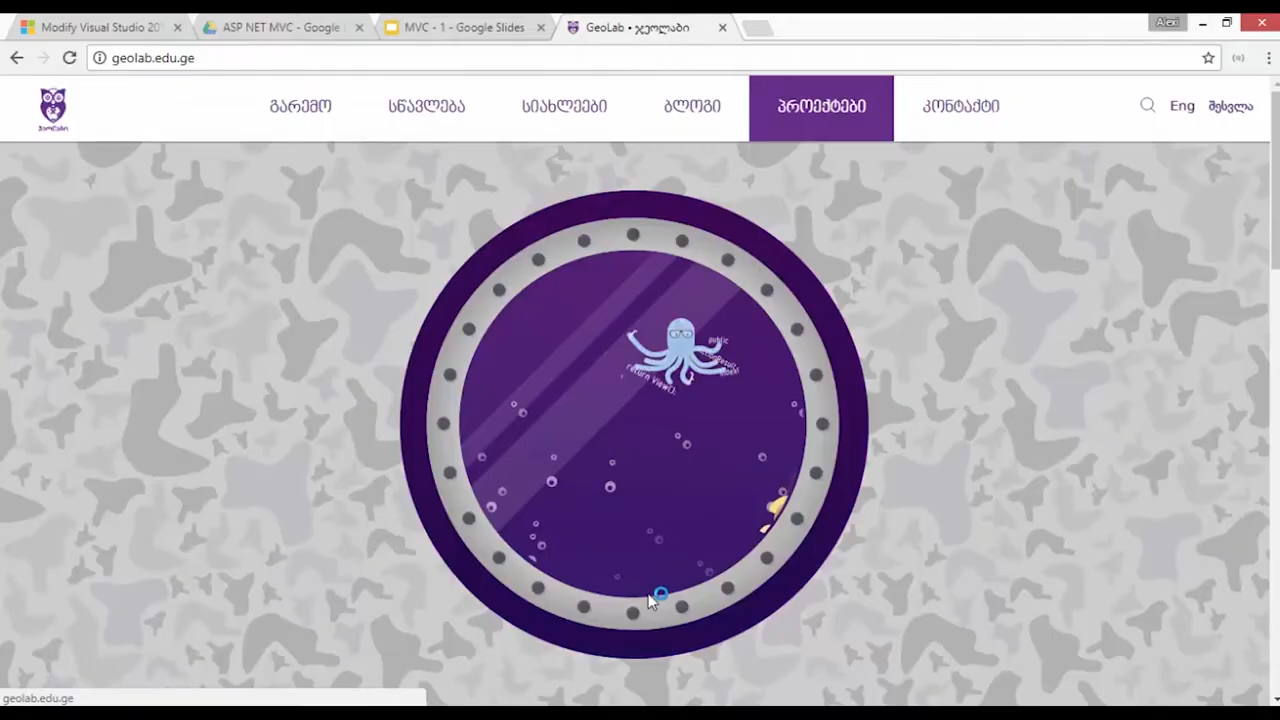 Modify Visual Studio 20
ASP NET MVC - Google
MVC - 1 - Google Slides
GeoLab • ჯეოლაბი
Alexi
geolab.edu.ge
გარემო
სწავლება
სიახლეები
ბლოგი
პროექტები
კონტაქტი
Eng
შესვლა
ჯეოლაბი
public
return View();
geolab.edu.ge